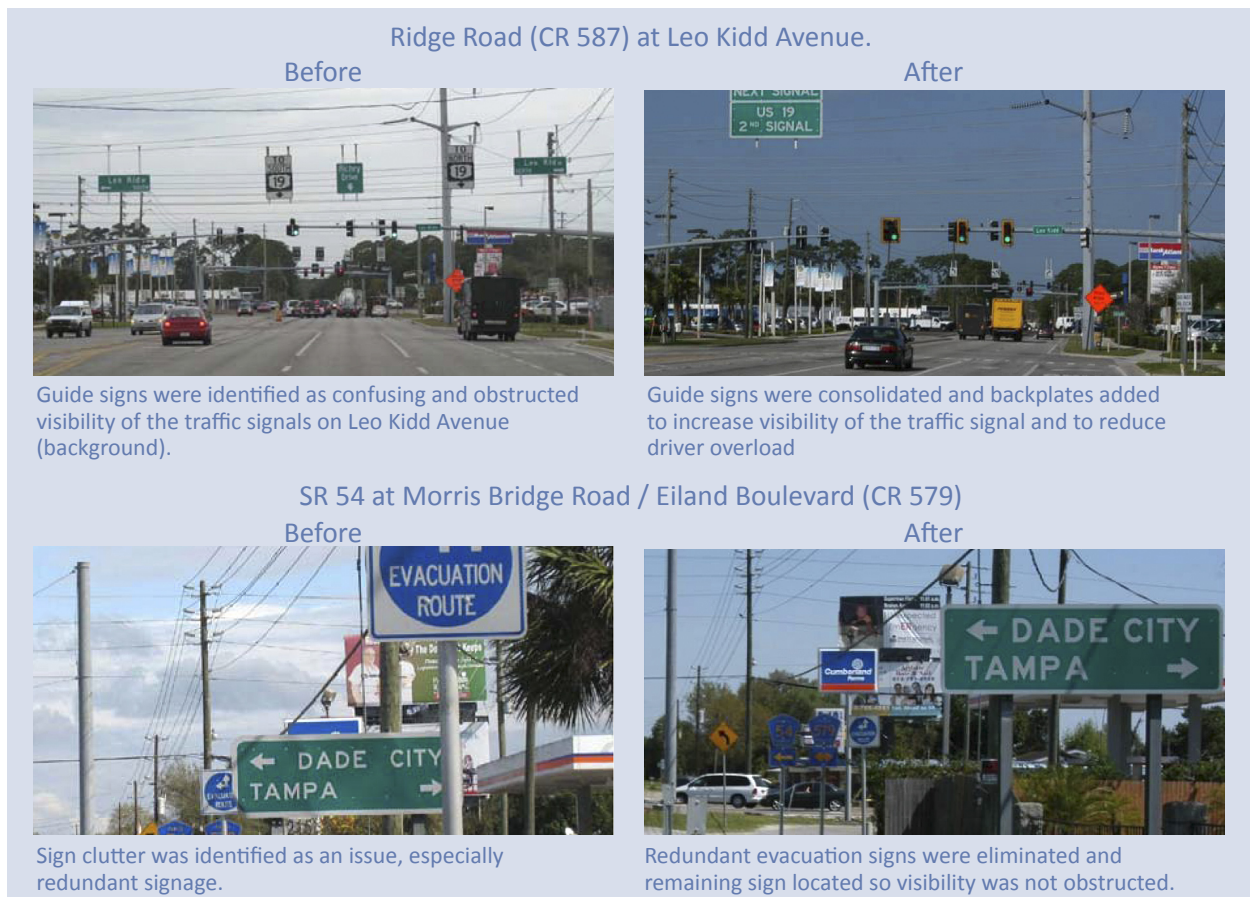 Ridge Road (CR 587) at Leo Kidd Avenue.
Before
After
TO
SOUTH
19
TO
NORTH
19
Leo Kidd
Drive
Leo Kidd
NEXT SIGNAL
US 19
2ND SIGNAL
Leo Kidd
Guide signs were identified as confusing and obstructed
visibility of the traffic signals on Leo Kidd Avenue
(background).
Guide signs were consolidated and backplates added
to increase visibility of the traffic signal and to reduce
driver overload
SR 54 at Morris Bridge Road / Eiland Boulevard (CR 579)
Before
After
EVACUATION
ROUTE
DADE CITY
TAMPA
DADE CITY
TAMPA
Cumberland
Farms
54
579
EVACUATION
ROUTE
Sign clutter was identified as an issue, especially
redundant signage.
Redundant evacuation signs were eliminated and
remaining sign located so visibility was not obstructed.